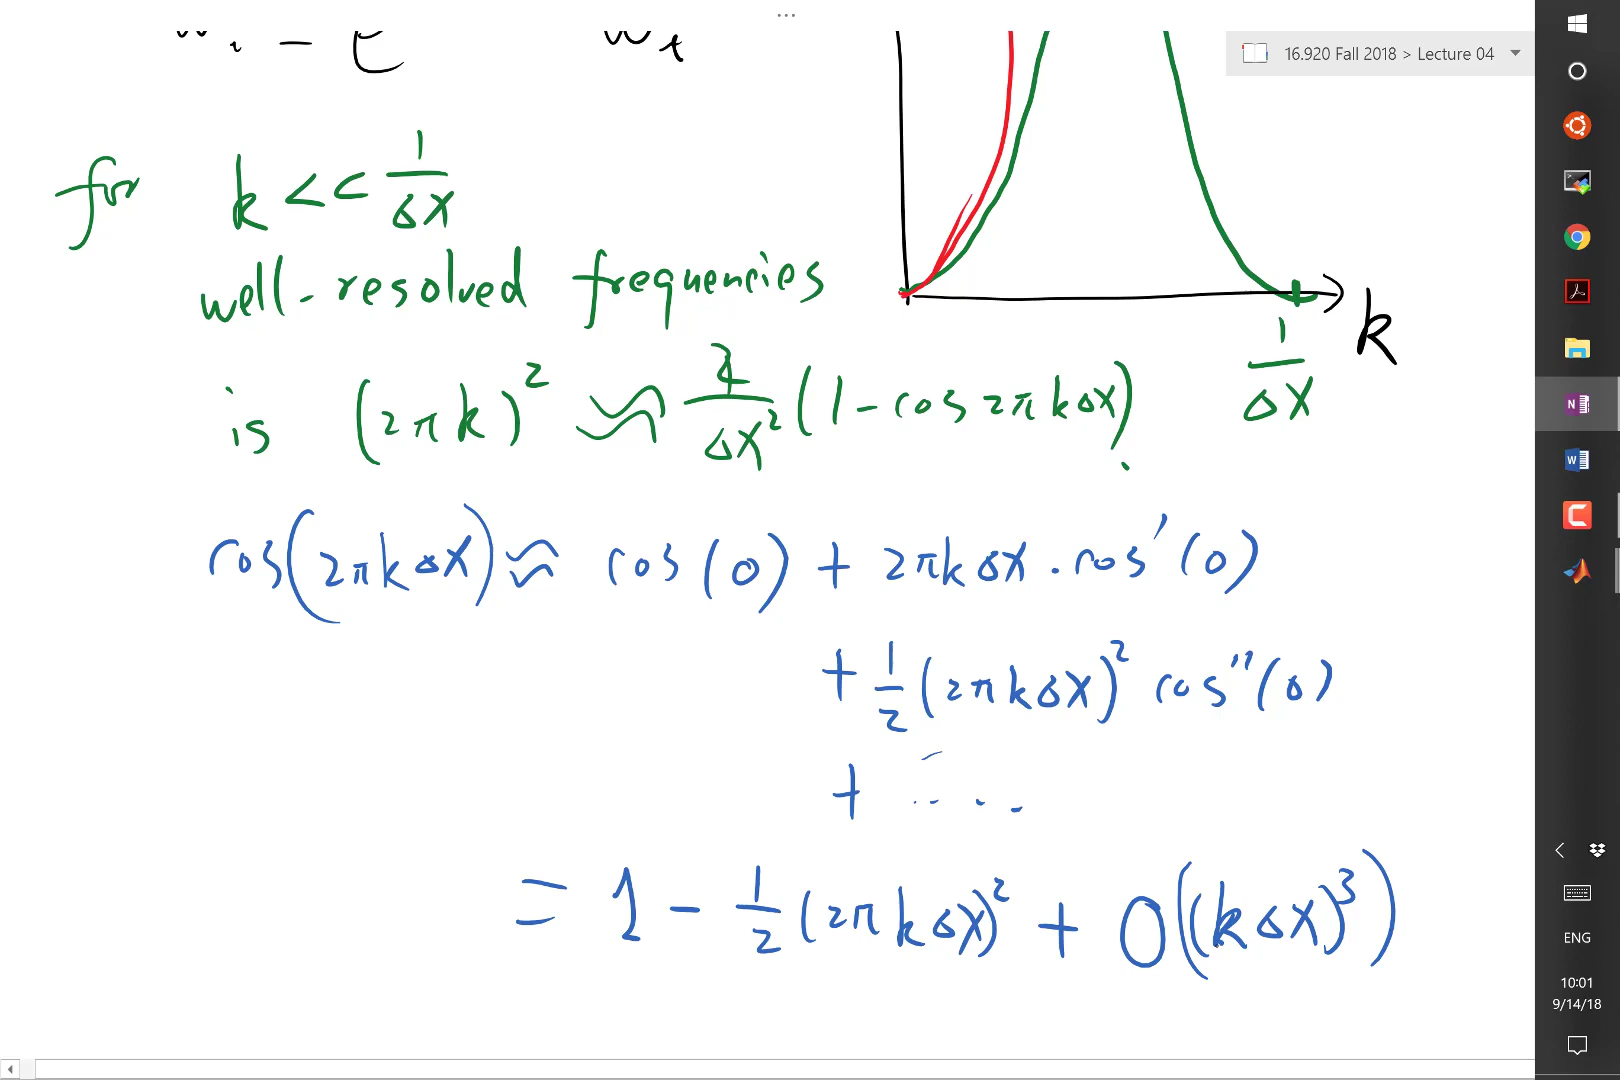 16.920 Fall 2018 > Lecture 04
for k << 1/Δx
well-resolved frequencies
k
1/Δx
is (2πk)² ≈ 2/Δx² (1 - cos 2πkΔx)?
cos(2πkΔx) ≈ cos(0) + 2πkΔx · cos'(0)
+ 1/2 (2πkΔx)² cos''(0)
+ ....
= 1 - 1/2 (2πkΔx)² + O((kΔx)³)
ENG
10:01
9/14/18